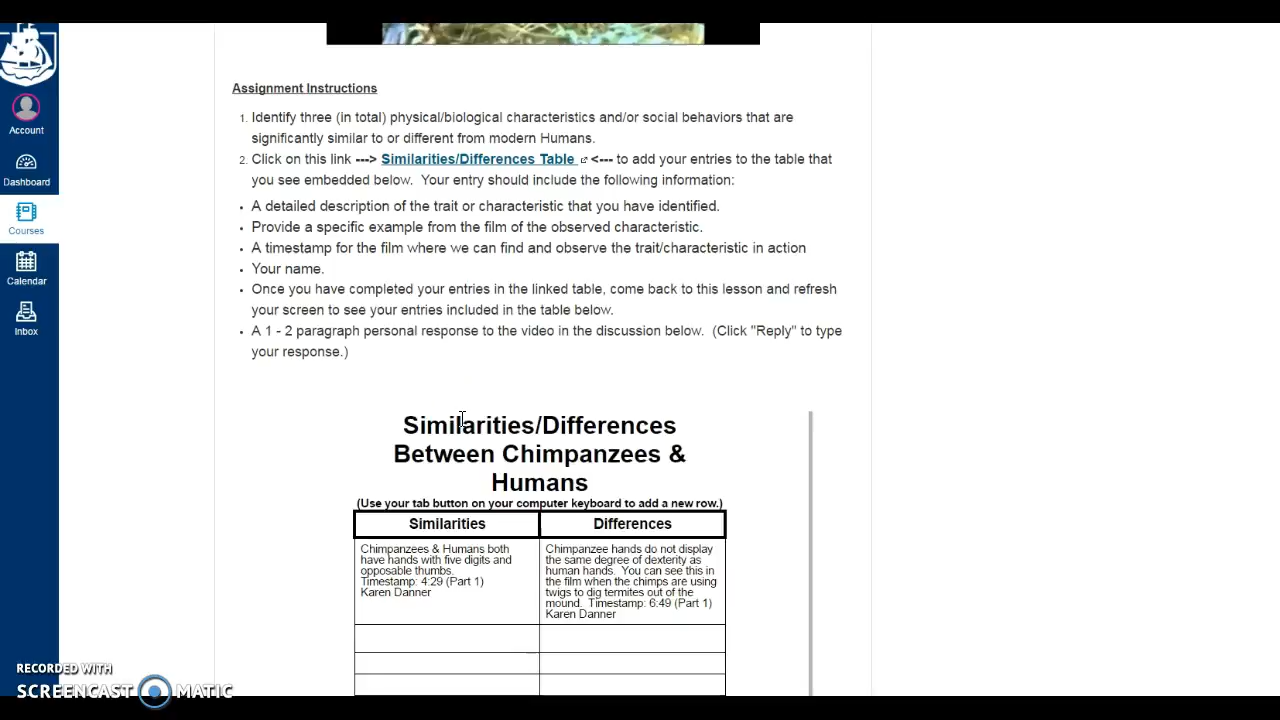 Assignment Instructions
1. Identify three (in total) physical/biological characteristics and/or social behaviors that are
significantly similar to or different from modern Humans.
2. Click on this link ---> Similarities/Differences Table <--- to add your entries to the table that
you see embedded below. Your entry should include the following information:
• A detailed description of the trait or characteristic that you have identified.
• Provide a specific example from the film of the observed characteristic.
• A timestamp for the film where we can find and observe the trait/characteristic in action
• Your name.
• Once you have completed your entries in the linked table, come back to this lesson and refresh
your screen to see your entries included in the table below.
• A 1 - 2 paragraph personal response to the video in the discussion below. (Click "Reply" to type
your response.)
Account
Dashboard
Courses
Calendar
Inbox
Similarities/Differences
Between Chimpanzees &
Humans
(Use your tab button on your computer keyboard to add a new row.)
Similarities
Differences
Chimpanzees & Humans both
have hands with five digits and
opposable thumbs.
Timestamp: 4:29 (Part 1)
Karen Danner
Chimpanzee hands do not display
the same degree of dexterity as
human hands. You can see this in
the film when the chimps are using
twigs to dig termites out of the
mound. Timestamp: 6:49 (Part 1)
Karen Danner
RECORDED WITH
SCREENCAST MATIC